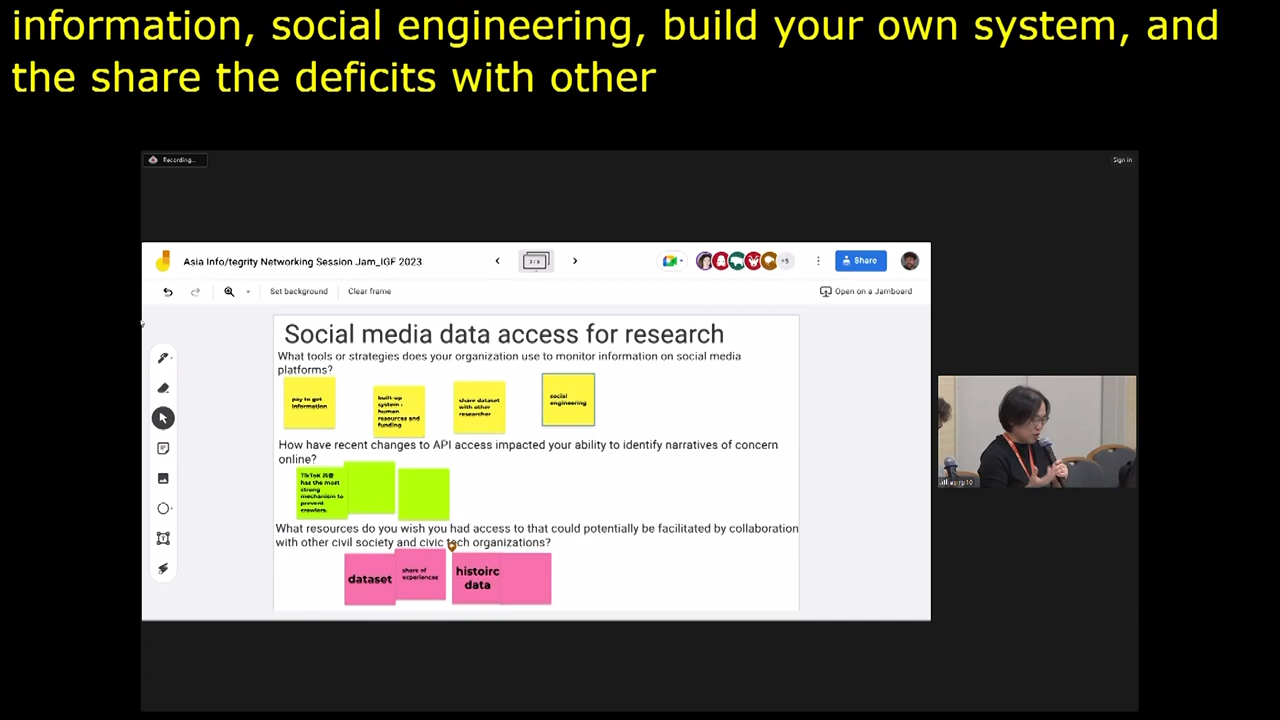 information, social engineering, build your own system, and
the share the deficits with other
Recording...
Sign in
Asia Info/tegrity Networking Session Jam_IGF 2023
+5
Share
Set background
Clear frame
Open on a Jamboard
Social media data access for research
What tools or strategies does your organization use to monitor information on social media
platforms?
pay to get
information
built-up
system :
human
resources and
funding
share dataset
with other
researcher
social
engineering
How have recent changes to API access impacted your ability to identify narratives of concern
online?
TikToK 抖音
has the most
strong
mechanism to
prevent
crawlers.
What resources do you wish you had access to that could potentially be facilitated by collaboration
with other civil society and civic tech organizations?
dataset
share of
experiences
histoirc
data